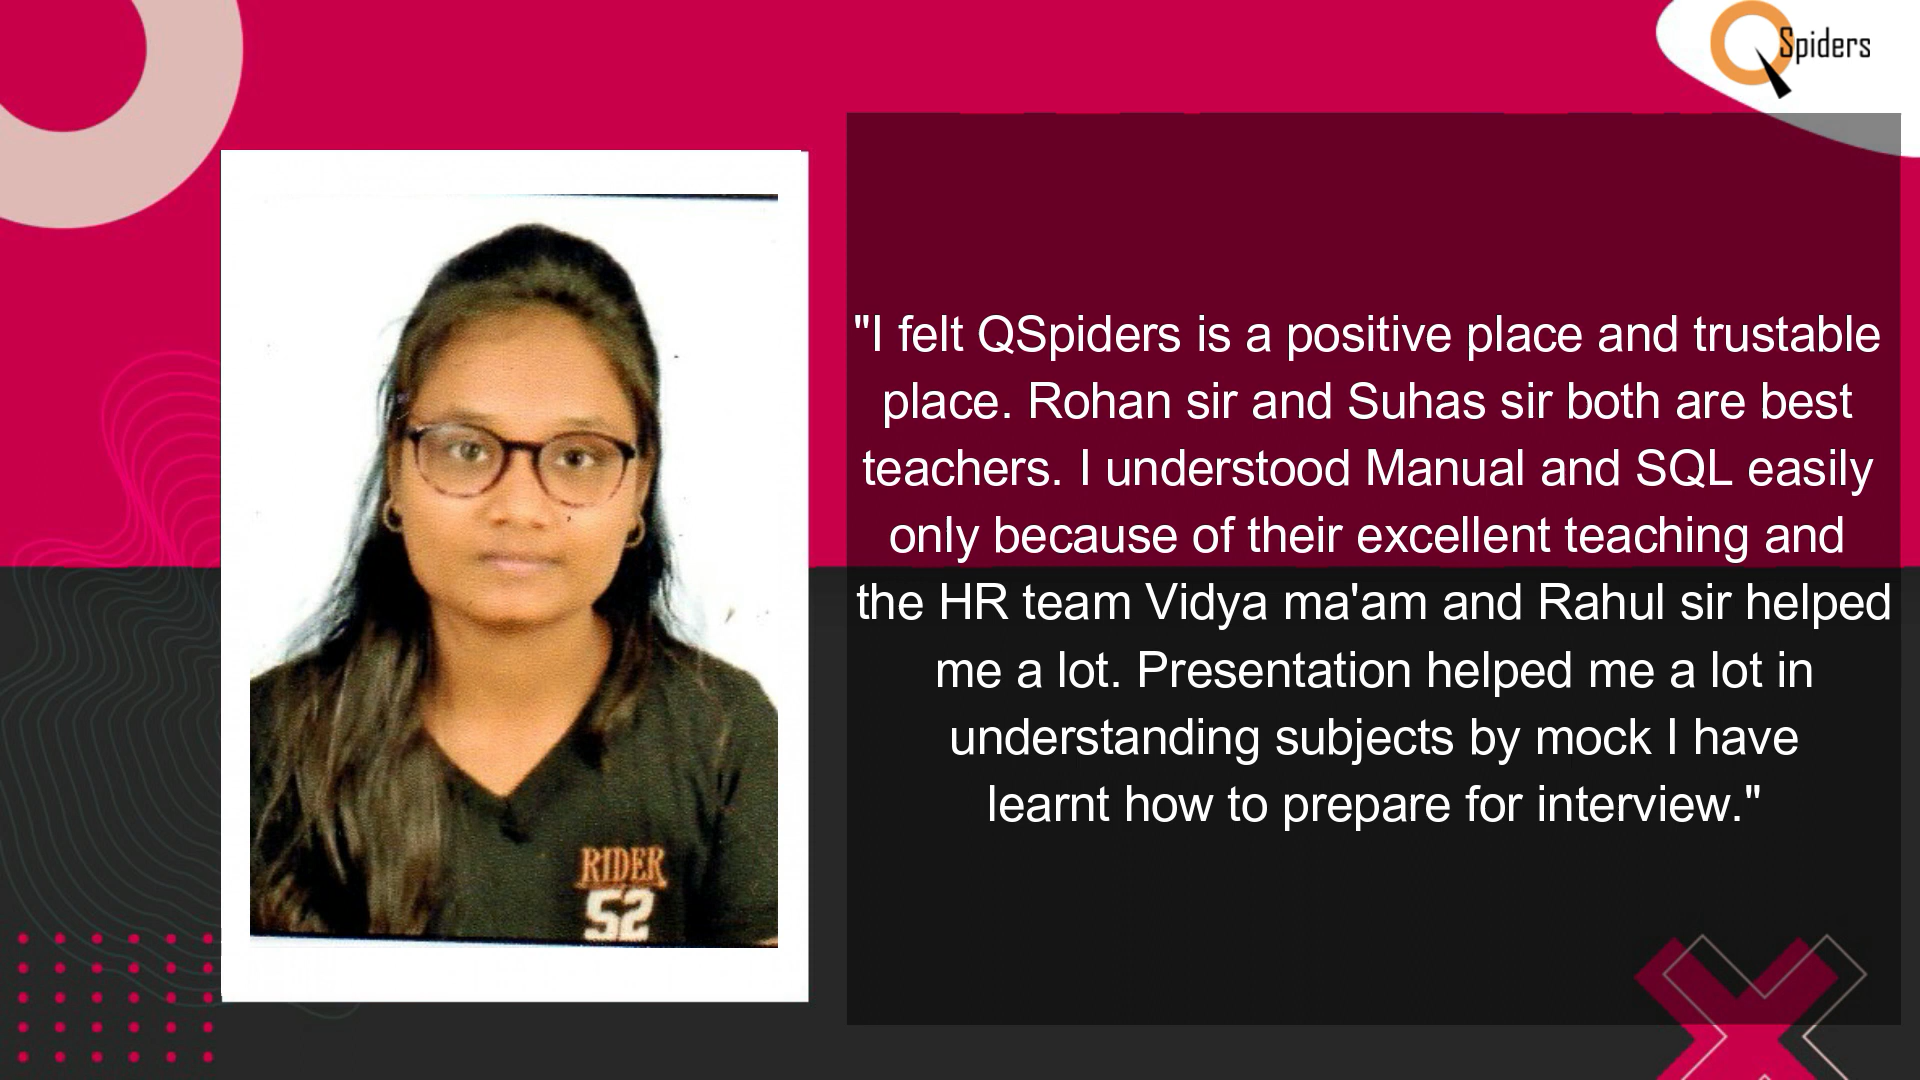 QSpiders
"I felt QSpiders is a positive place and trustable
place. Rohan sir and Suhas sir both are best
teachers. I understood Manual and SQL easily
only because of their excellent teaching and
the HR team Vidya ma'am and Rahul sir helped
me a lot. Presentation helped me a lot in
understanding subjects by mock I have
learnt how to prepare for interview."
RIDER
52